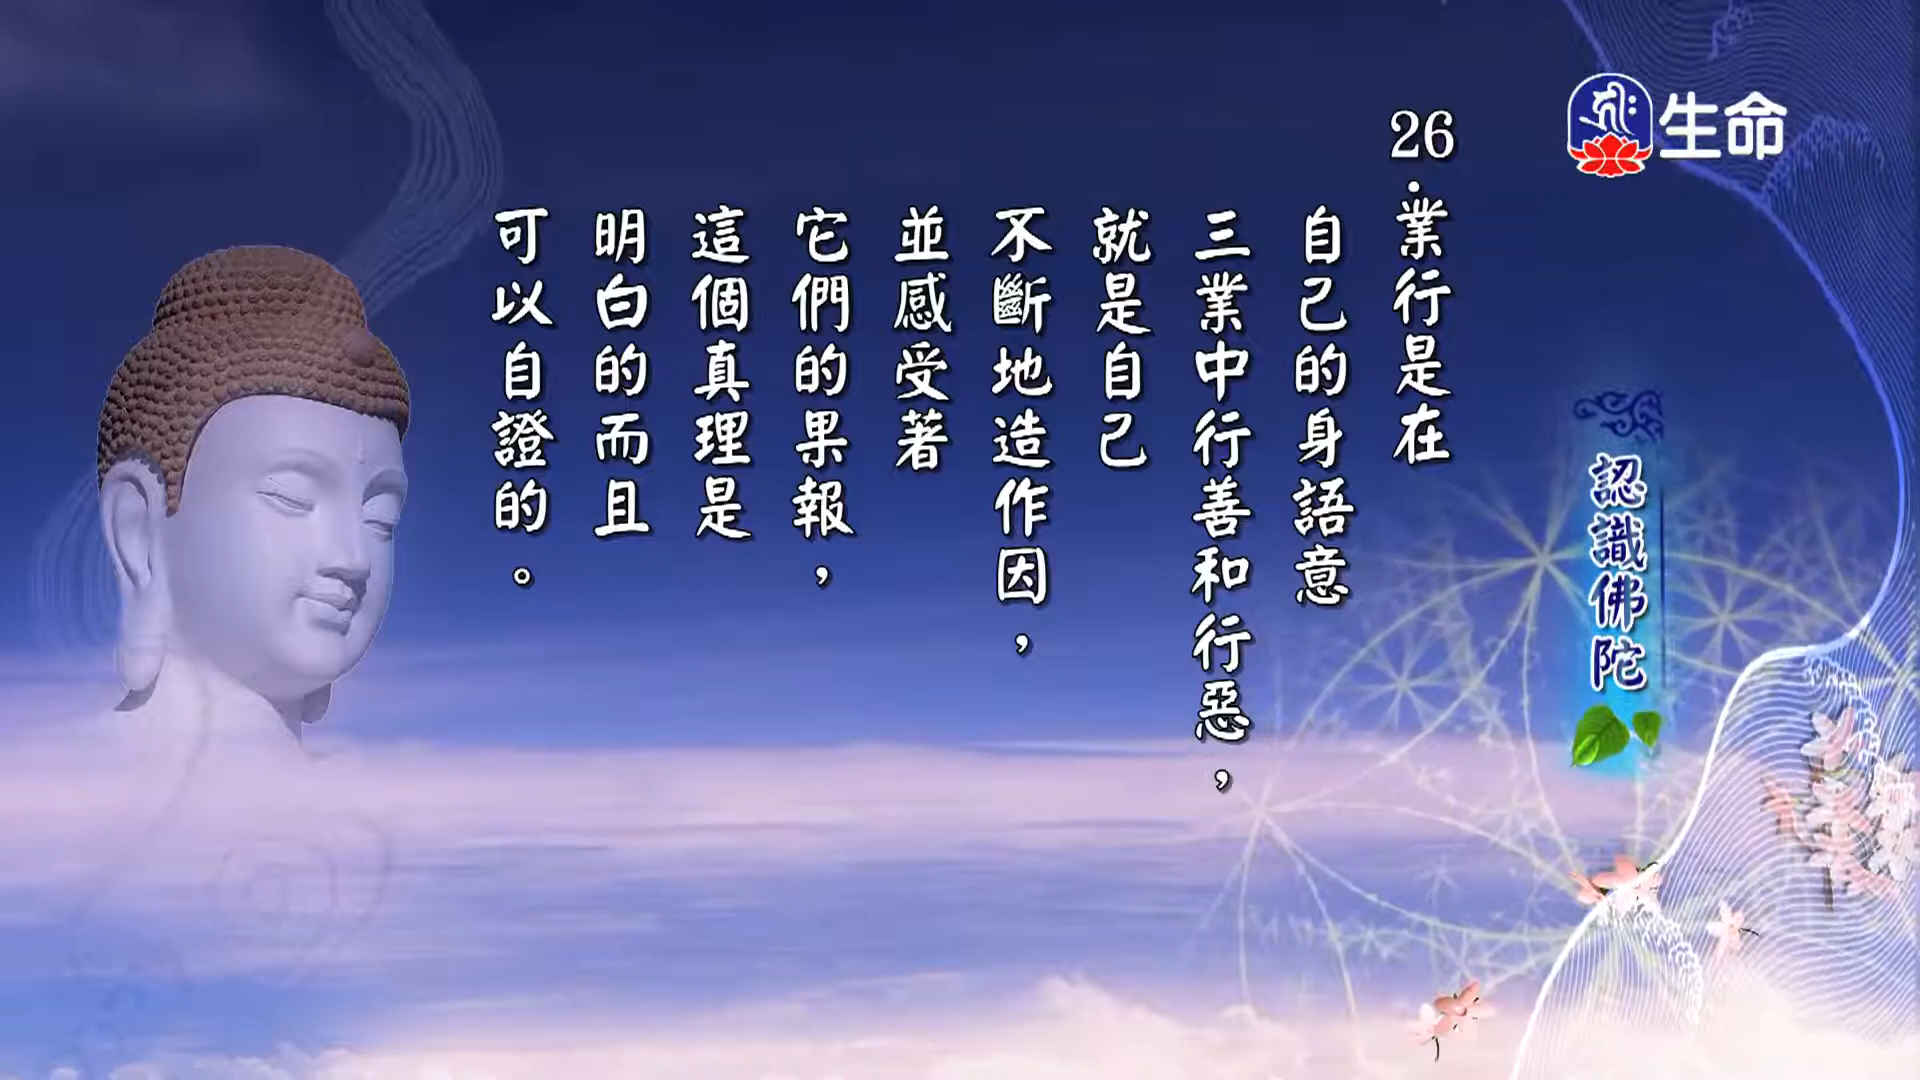 生命
認識佛陀
26.業行是在
自己的身語意
三業中行善和行惡，
就是自己
不斷地造作因，
並感受著
它們的果報，
這個真理是
明白的而且
可以自證的。